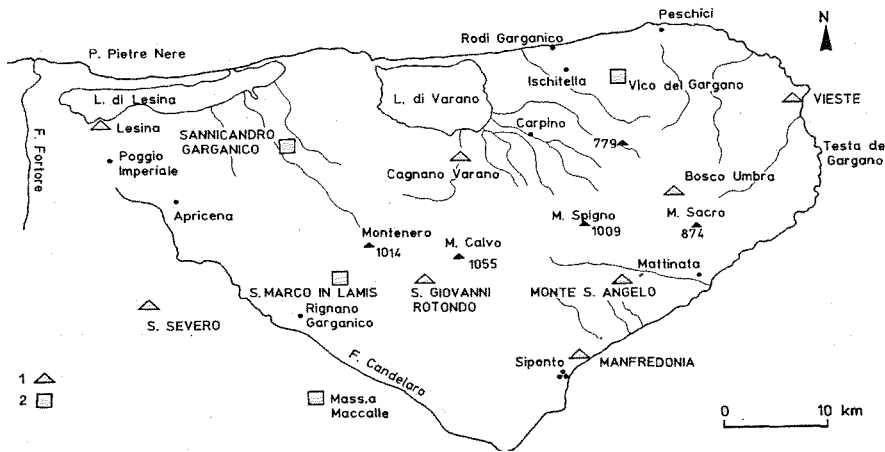 Peschici
N
Rodi Garganico
P. Pietre Nere
Ischitella
Vico del Gargano
L. di Lesina
L. di Varano
VIESTE
Lesina
SANNICANDRO
GARGANICO
Carpino
779
F. Fortore
Poggio
Imperiale
Testa del
Gargano
Cagnano Varano
Bosco Umbra
Apricena
M. Spigno
1009
M. Sacro
874
Montenero
1014
M. Calvo
1055
Mattinata
S. MARCO IN LAMIS
S. GIOVANNI
ROTONDO
MONTE S. ANGELO
S. SEVERO
Rignano
Garganico
F. Candelaro
Siponto
MANFREDONIA
1
2
Mass.a
Maccalle
0 10 km